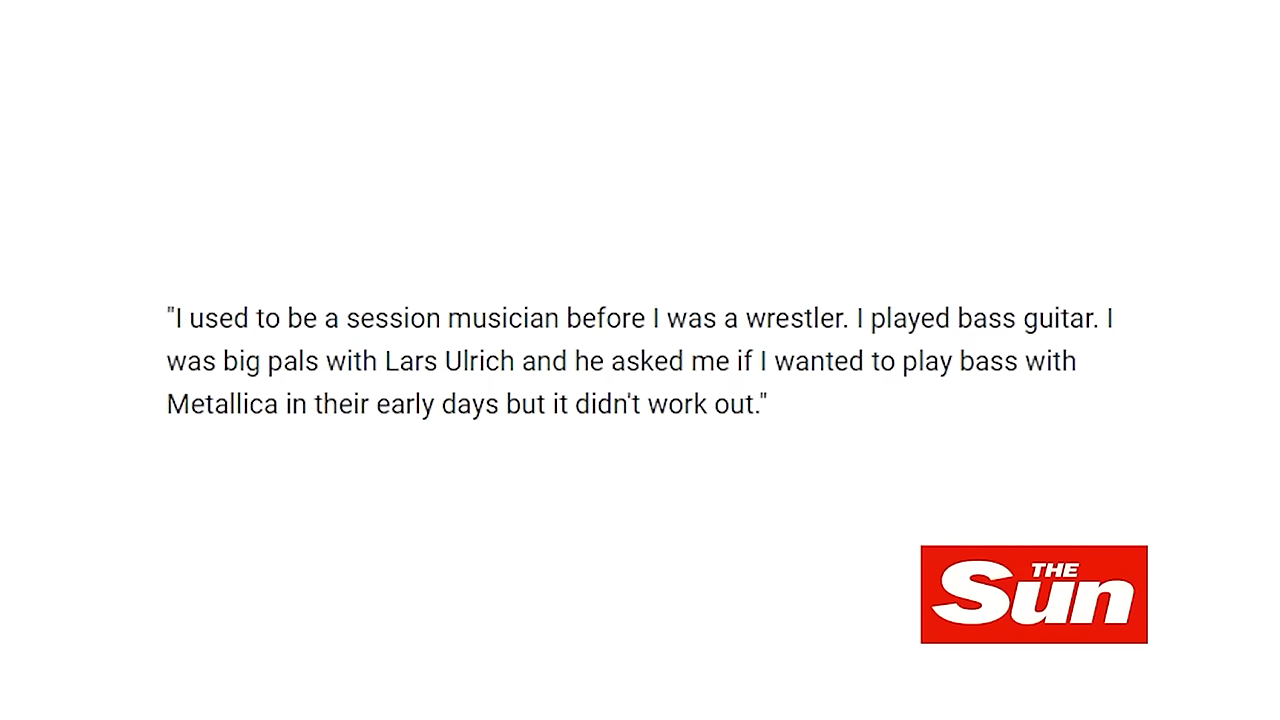 "I used to be a session musician before I was a wrestler. I played bass guitar. I
was big pals with Lars Ulrich and he asked me if I wanted to play bass with
Metallica in their early days but it didn't work out."
THE
Sun